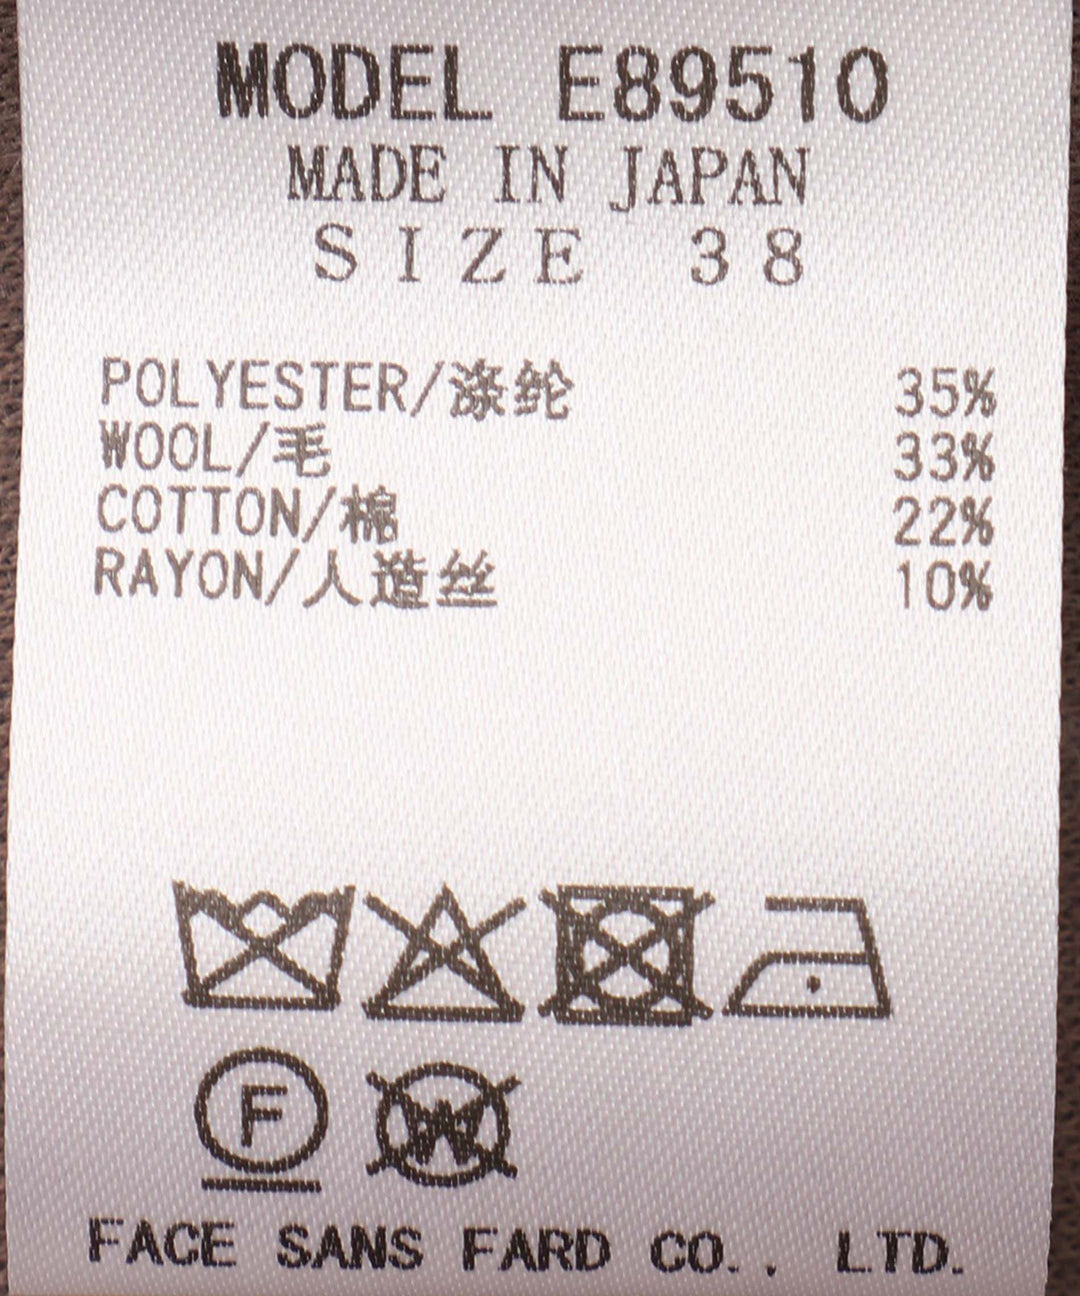 MODEL E89510
MADE IN JAPAN
SIZE 38
POLYESTER/涤纶 35%
WOOL/毛 33%
COTTON/棉 22%
RAYON/人造丝 10%
F W
FACE SANS FARD CO., LTD.